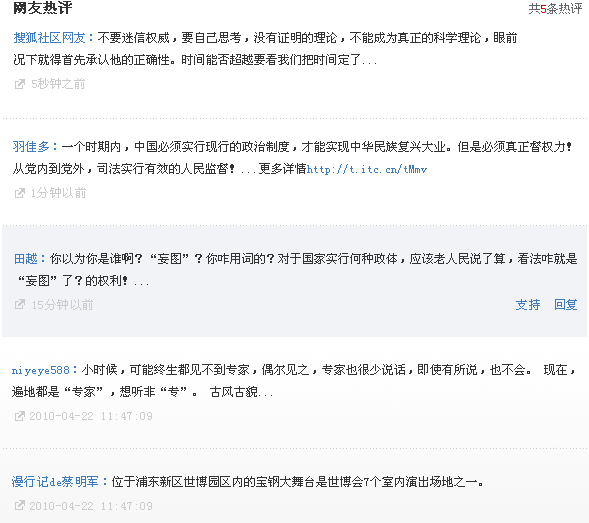 网友热评 共5条热评
搜狐社区网友：不要迷信权威，要自己思考，没有证明的理论，不能成为真正的科学理论，眼前
况下就得首先承认他的正确性。时间能否超越要看我们把时间定了...
5秒钟之前
羽佳多：一个时期内，中国必须实行现行的政治制度，才能实现中华民族复兴大业。但是必须真正督权力！
从党内到党外，司法实行有效的人民监督！...更多详情http://t.itc.cn/tMmv
1分钟以前
田越：你以为你是谁啊？“妄图”？你咋用词的？对于国家实行何种政体，应该老人民说了算，看法咋就是
“妄图”了？的权利！...
15分钟以前 支持 回复
niyeye588：小时候，可能终生都见不到专家，偶尔见之，专家也很少说话，即使有所说，也不会。 现在，
遍地都是“专家”，想听非“专”。 古风古貌...
2010-04-22 11:47:09
漫行记de蔡明军：位于浦东新区世博园区内的宝钢大舞台是世博会7个室内演出场地之一。
2010-04-22 11:47:09